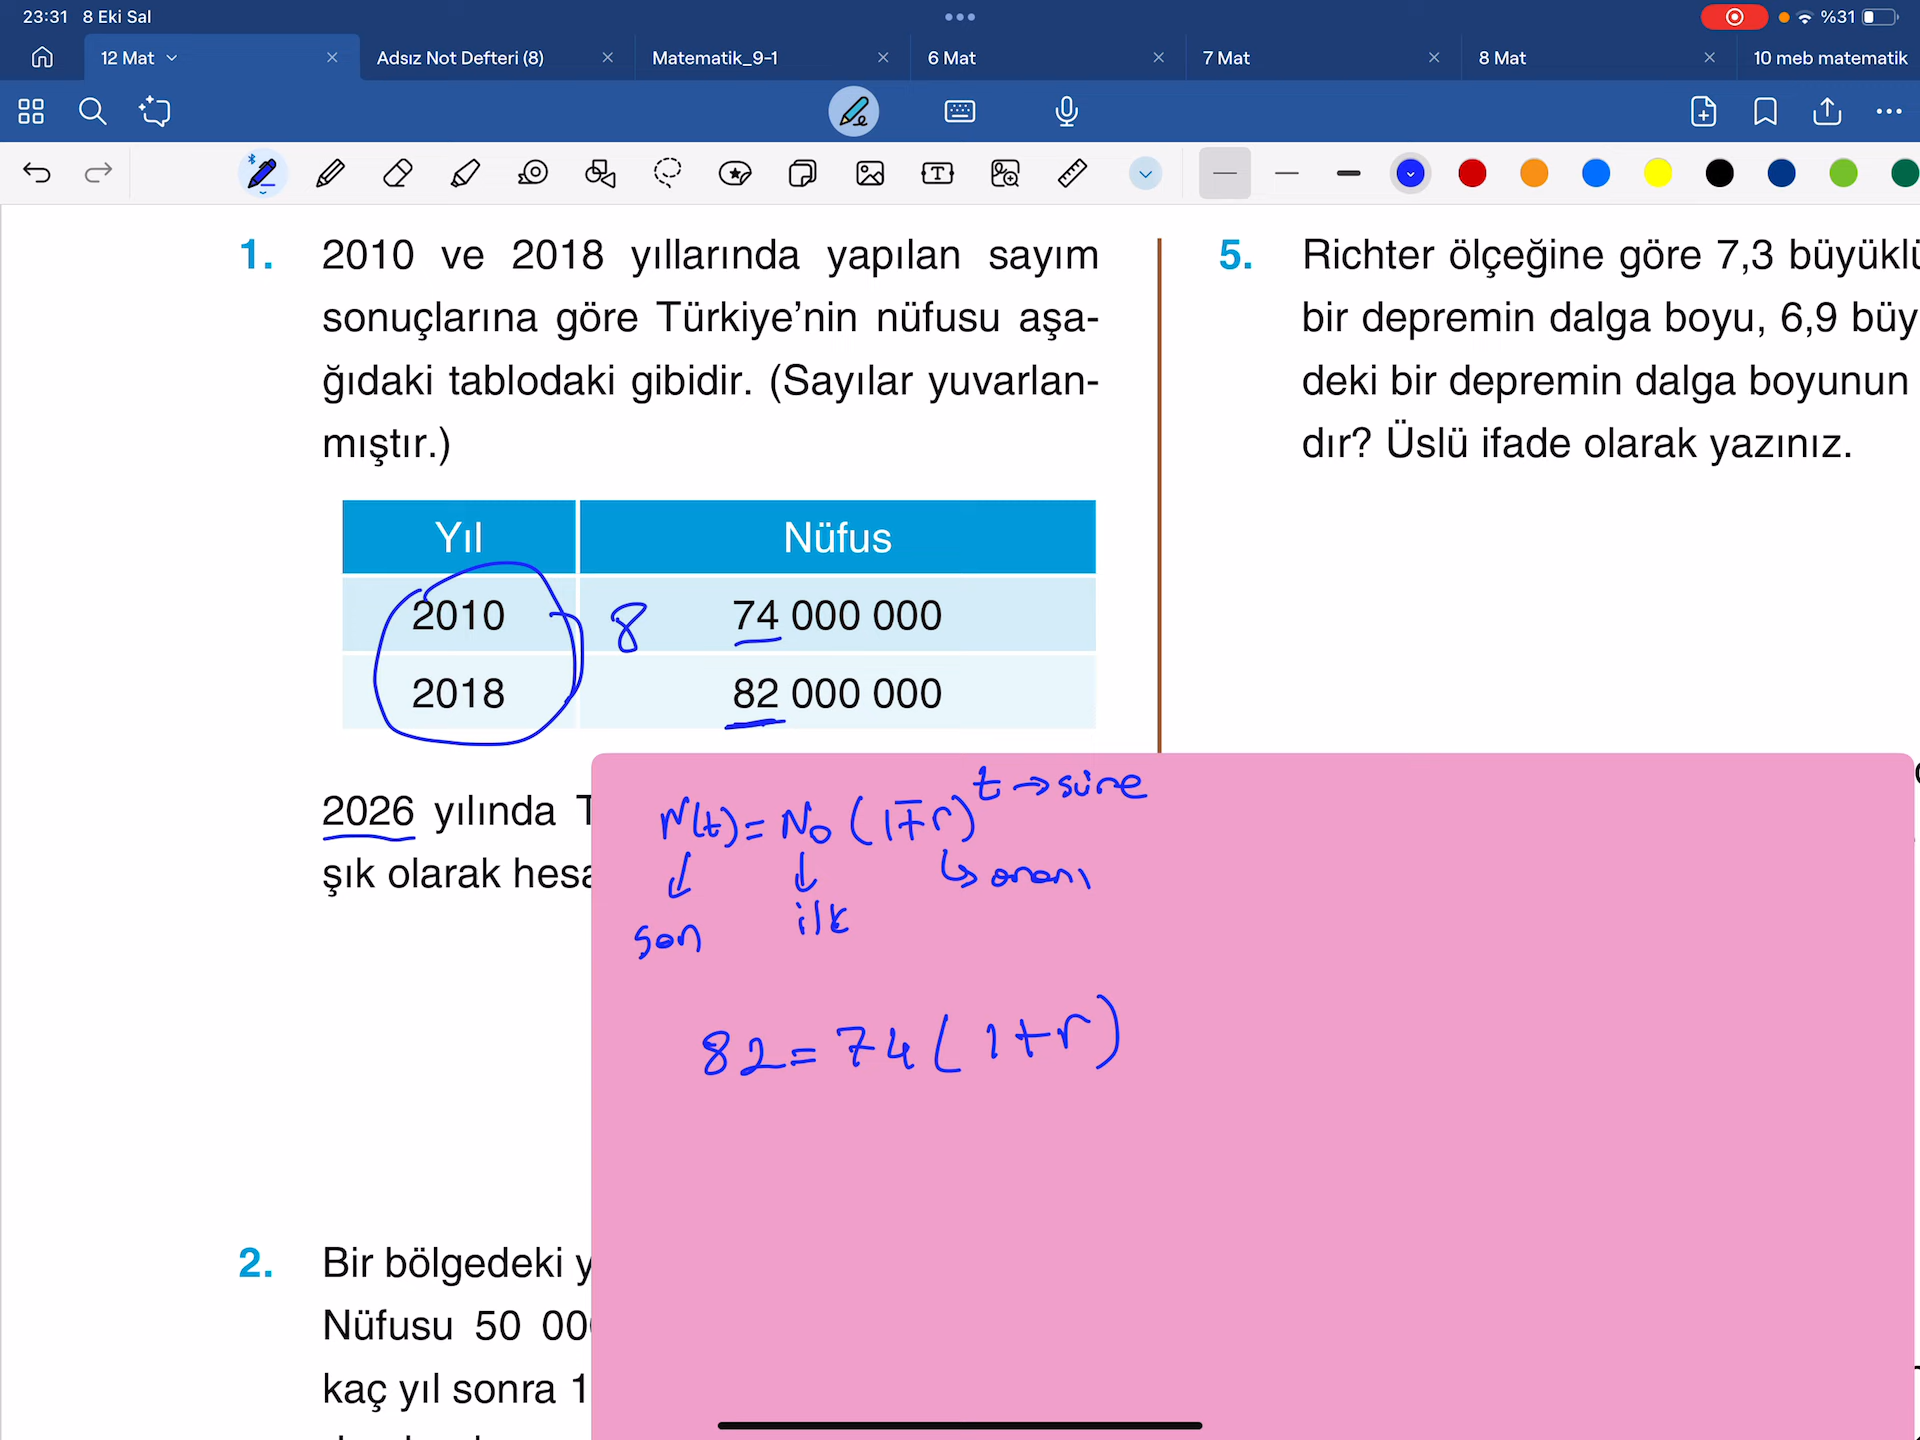 23:31 8 Eki Sal
%31
12 Mat
Adsız Not Defteri (8)
Matematik_9-1
6 Mat
7 Mat
8 Mat
10 meb matematik
1. 2010 ve 2018 yıllarında yapılan sayım
sonuçlarına göre Türkiye'nin nüfusu aşa-
ğıdaki tablodaki gibidir. (Sayılar yuvarlan-
mıştır.)
Yıl Nüfus
2010 8 74 000 000
2018 82 000 000
2026 yılında T
şık olarak hesa
N(t) = N0 (1∓r)^t → süre
son
ilk
oranı
82 = 74 (1+r)
2. Bir bölgedeki y
Nüfusu 50 000
kaç yıl sonra 1
5. Richter ölçeğine göre 7,3 büyüklü
bir depremin dalga boyu, 6,9 büy
deki bir depremin dalga boyunun
dır? Üslü ifade olarak yazınız.